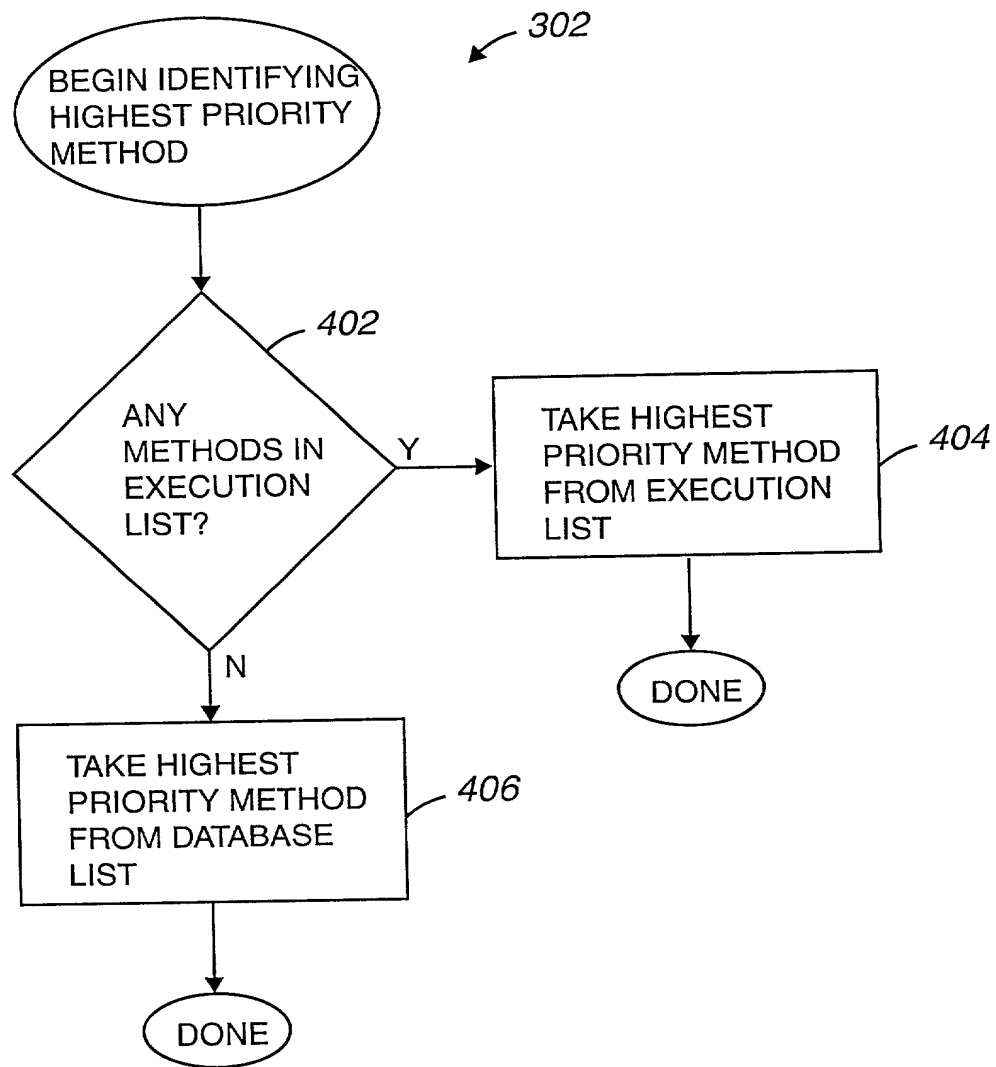 302
BEGIN IDENTIFYING
HIGHEST PRIORITY
METHOD
402
ANY
METHODS IN
EXECUTION
LIST?
Y
TAKE HIGHEST
PRIORITY METHOD
FROM EXECUTION
LIST
404
N
DONE
TAKE HIGHEST
PRIORITY METHOD
FROM DATABASE
LIST
406
DONE